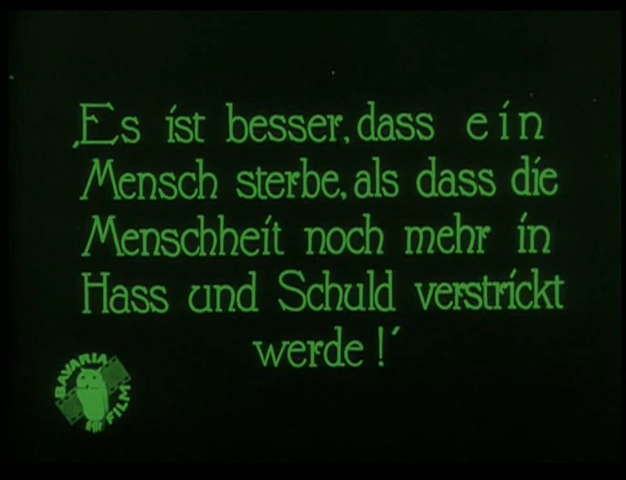 ‚Es ist besser, dass ein
Mensch sterbe, als dass die
Menschheit noch mehr in
Hass und Schuld verstrickt
werde!‘
BAVARIA
FILM